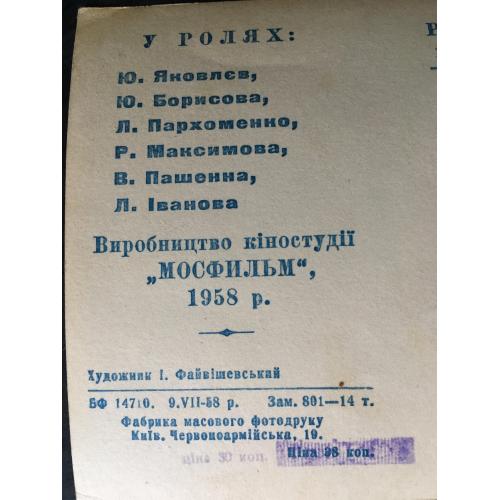 У РОЛЯХ:
Ю. Яковлєв,
Ю. Борисова,
Л. Пархоменко,
Р. Максимова,
В. Пашенна,
Л. Іванова
Виробництво кіностудії
„МОСФИЛЬМ“,
1958 р.
Художник І. Файвішевський
БФ 14710. 9.VII-58 р. Зам. 801—14 т.
Фабрика масового фотодруку
Київ. Червоноармійська, 19.
ціна 30 коп. Ціна 98 коп.